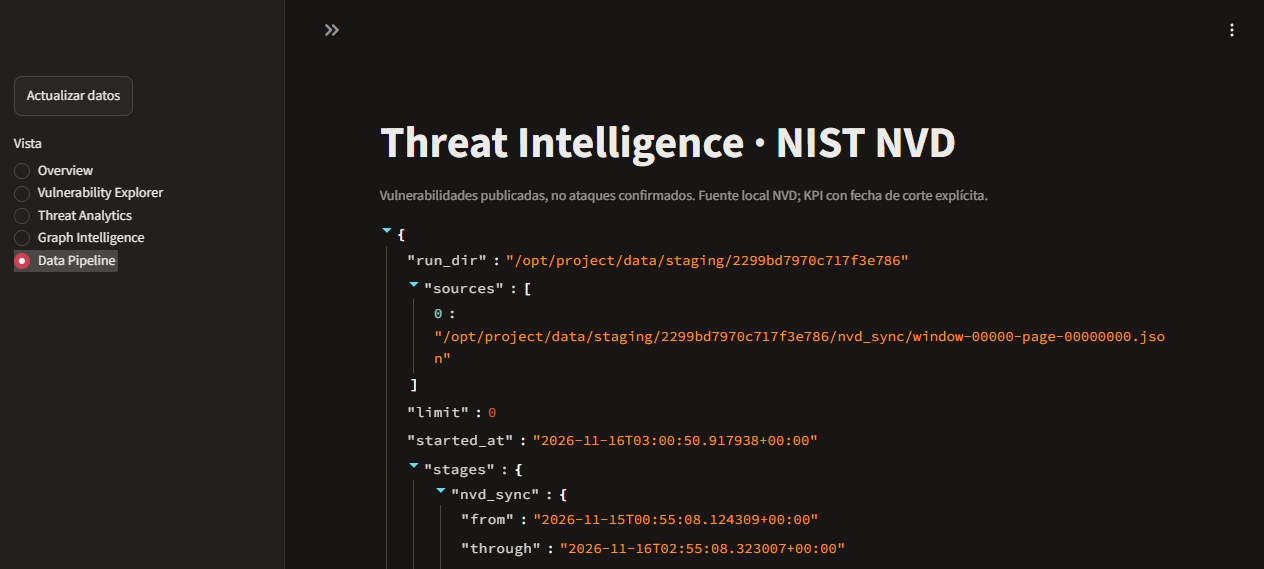 Actualizar datos
Vista
Overview
Vulnerability Explorer
Threat Analytics
Graph Intelligence
Data Pipeline
Threat Intelligence · NIST NVD
Vulnerabilidades publicadas, no ataques confirmados. Fuente local NVD; KPI con fecha de corte explícita.
{
"run_dir" : "/opt/project/data/staging/2299bd7970c717f3e786"
"sources" : [
0 :
"/opt/project/data/staging/2299bd7970c717f3e786/nvd_sync/window-00000-page-00000000.jso
n"
]
"limit" : 0
"started_at" : "2026-11-16T03:00:50.917938+00:00"
"stages" : {
"nvd_sync" : {
"from" : "2026-11-15T00:55:08.124309+00:00"
"through" : "2026-11-16T02:55:08.323007+00:00"